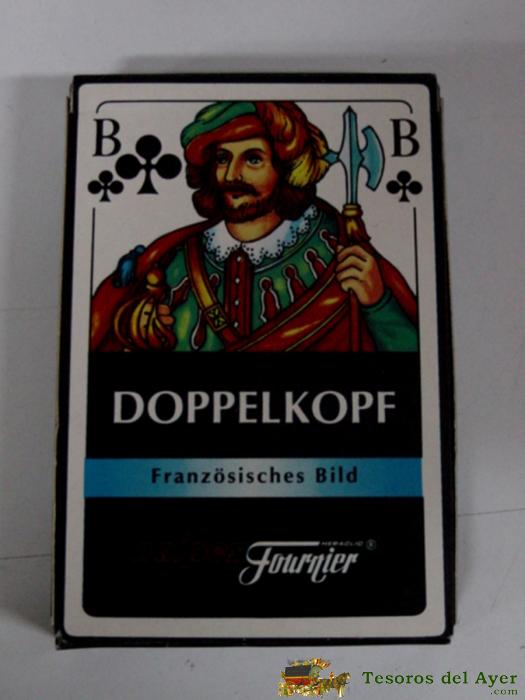 B B
DOPPELKOPF
Französisches Bild
HERACLIO
Fournier ®
Tesoros del Ayer
.com